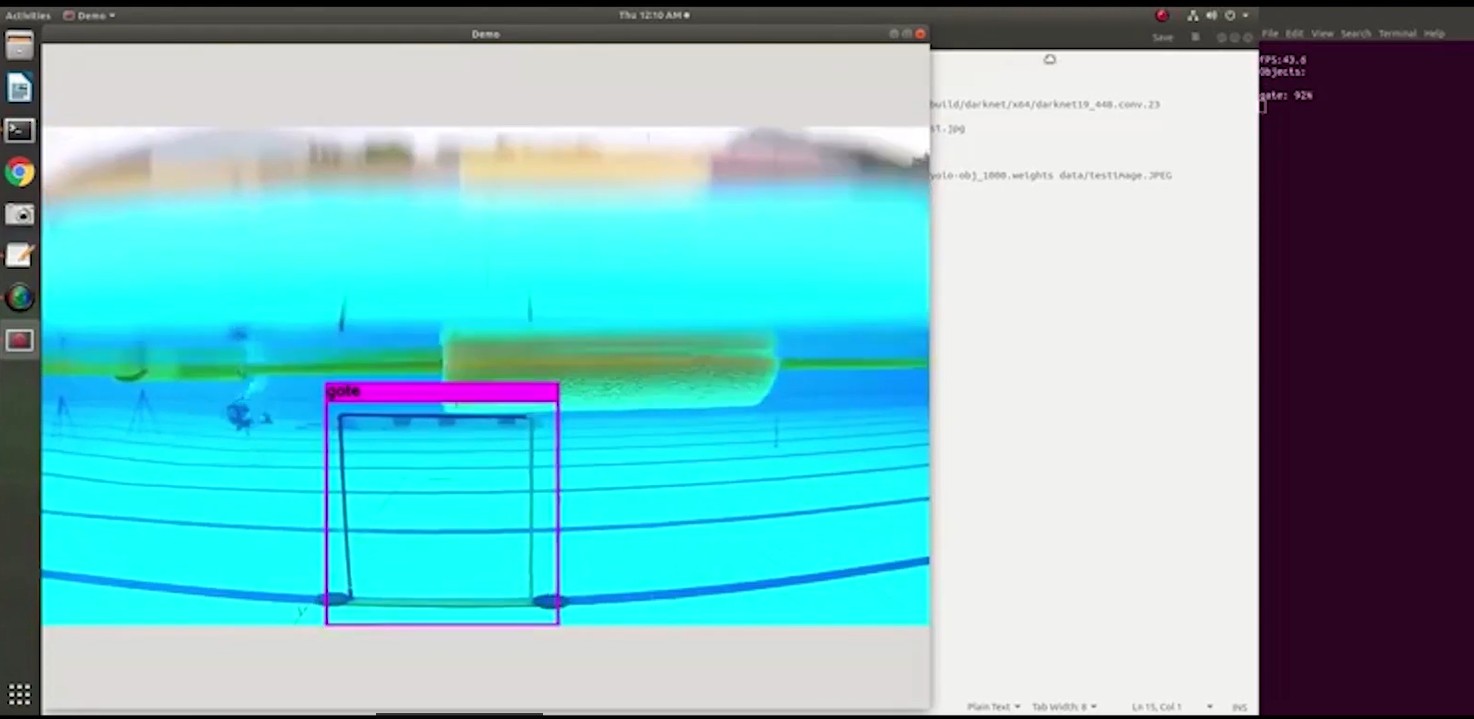 Activities
Demo
Thu 12:10 AM
Demo
gate
Save
build/darknet/x64/darknet19_448.conv.23
yolo-obj_1000.weights data/testimage.JPEG
Plain Text
Tab Width: 8
Ln 15, Col 1
INS
File Edit View Search Terminal Help
FPS:43.6
Objects:
gate: 92%